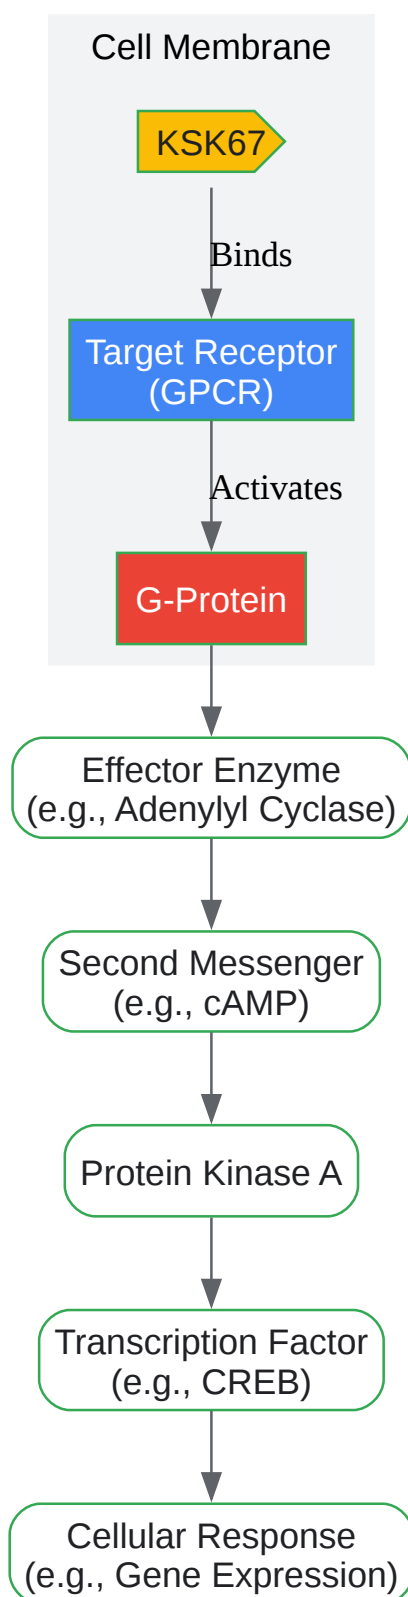 Cell Membrane
KSK67
Binds
Target Receptor
(GPCR)
Activates
G-Protein
Effector Enzyme
(e.g., Adenylyl Cyclase)
Second Messenger
(e.g., cAMP)
Protein Kinase A
Transcription Factor
(e.g., CREB)
Cellular Response
(e.g., Gene Expression)